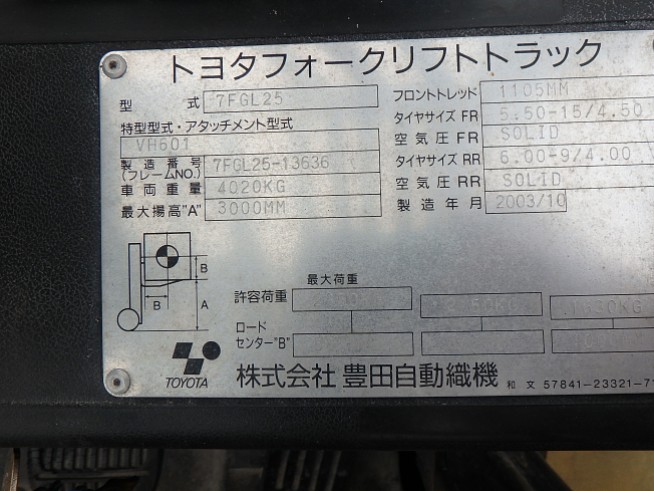 トヨタフォークリフトトラック
型 式 7FGL25
特型型式・アタッチメント型式
VH601
製造番号
(フレームNO.) 7FGL25-13636
車両重量 4020KG
最大揚高"A" 3000MM
フロントトレッド 1105MM
タイヤサイズ FR 5.50-15/4.50
空気圧 FR SOLID
タイヤサイズ RR 6.00-9/4.00
空気圧 RR SOLID
製造年月 2003/10
B
B
A
最大荷重
許容荷重
ロード
センター"B"
TOYOTA
株式会社 豊田自動織機
和文 57841-23321-71